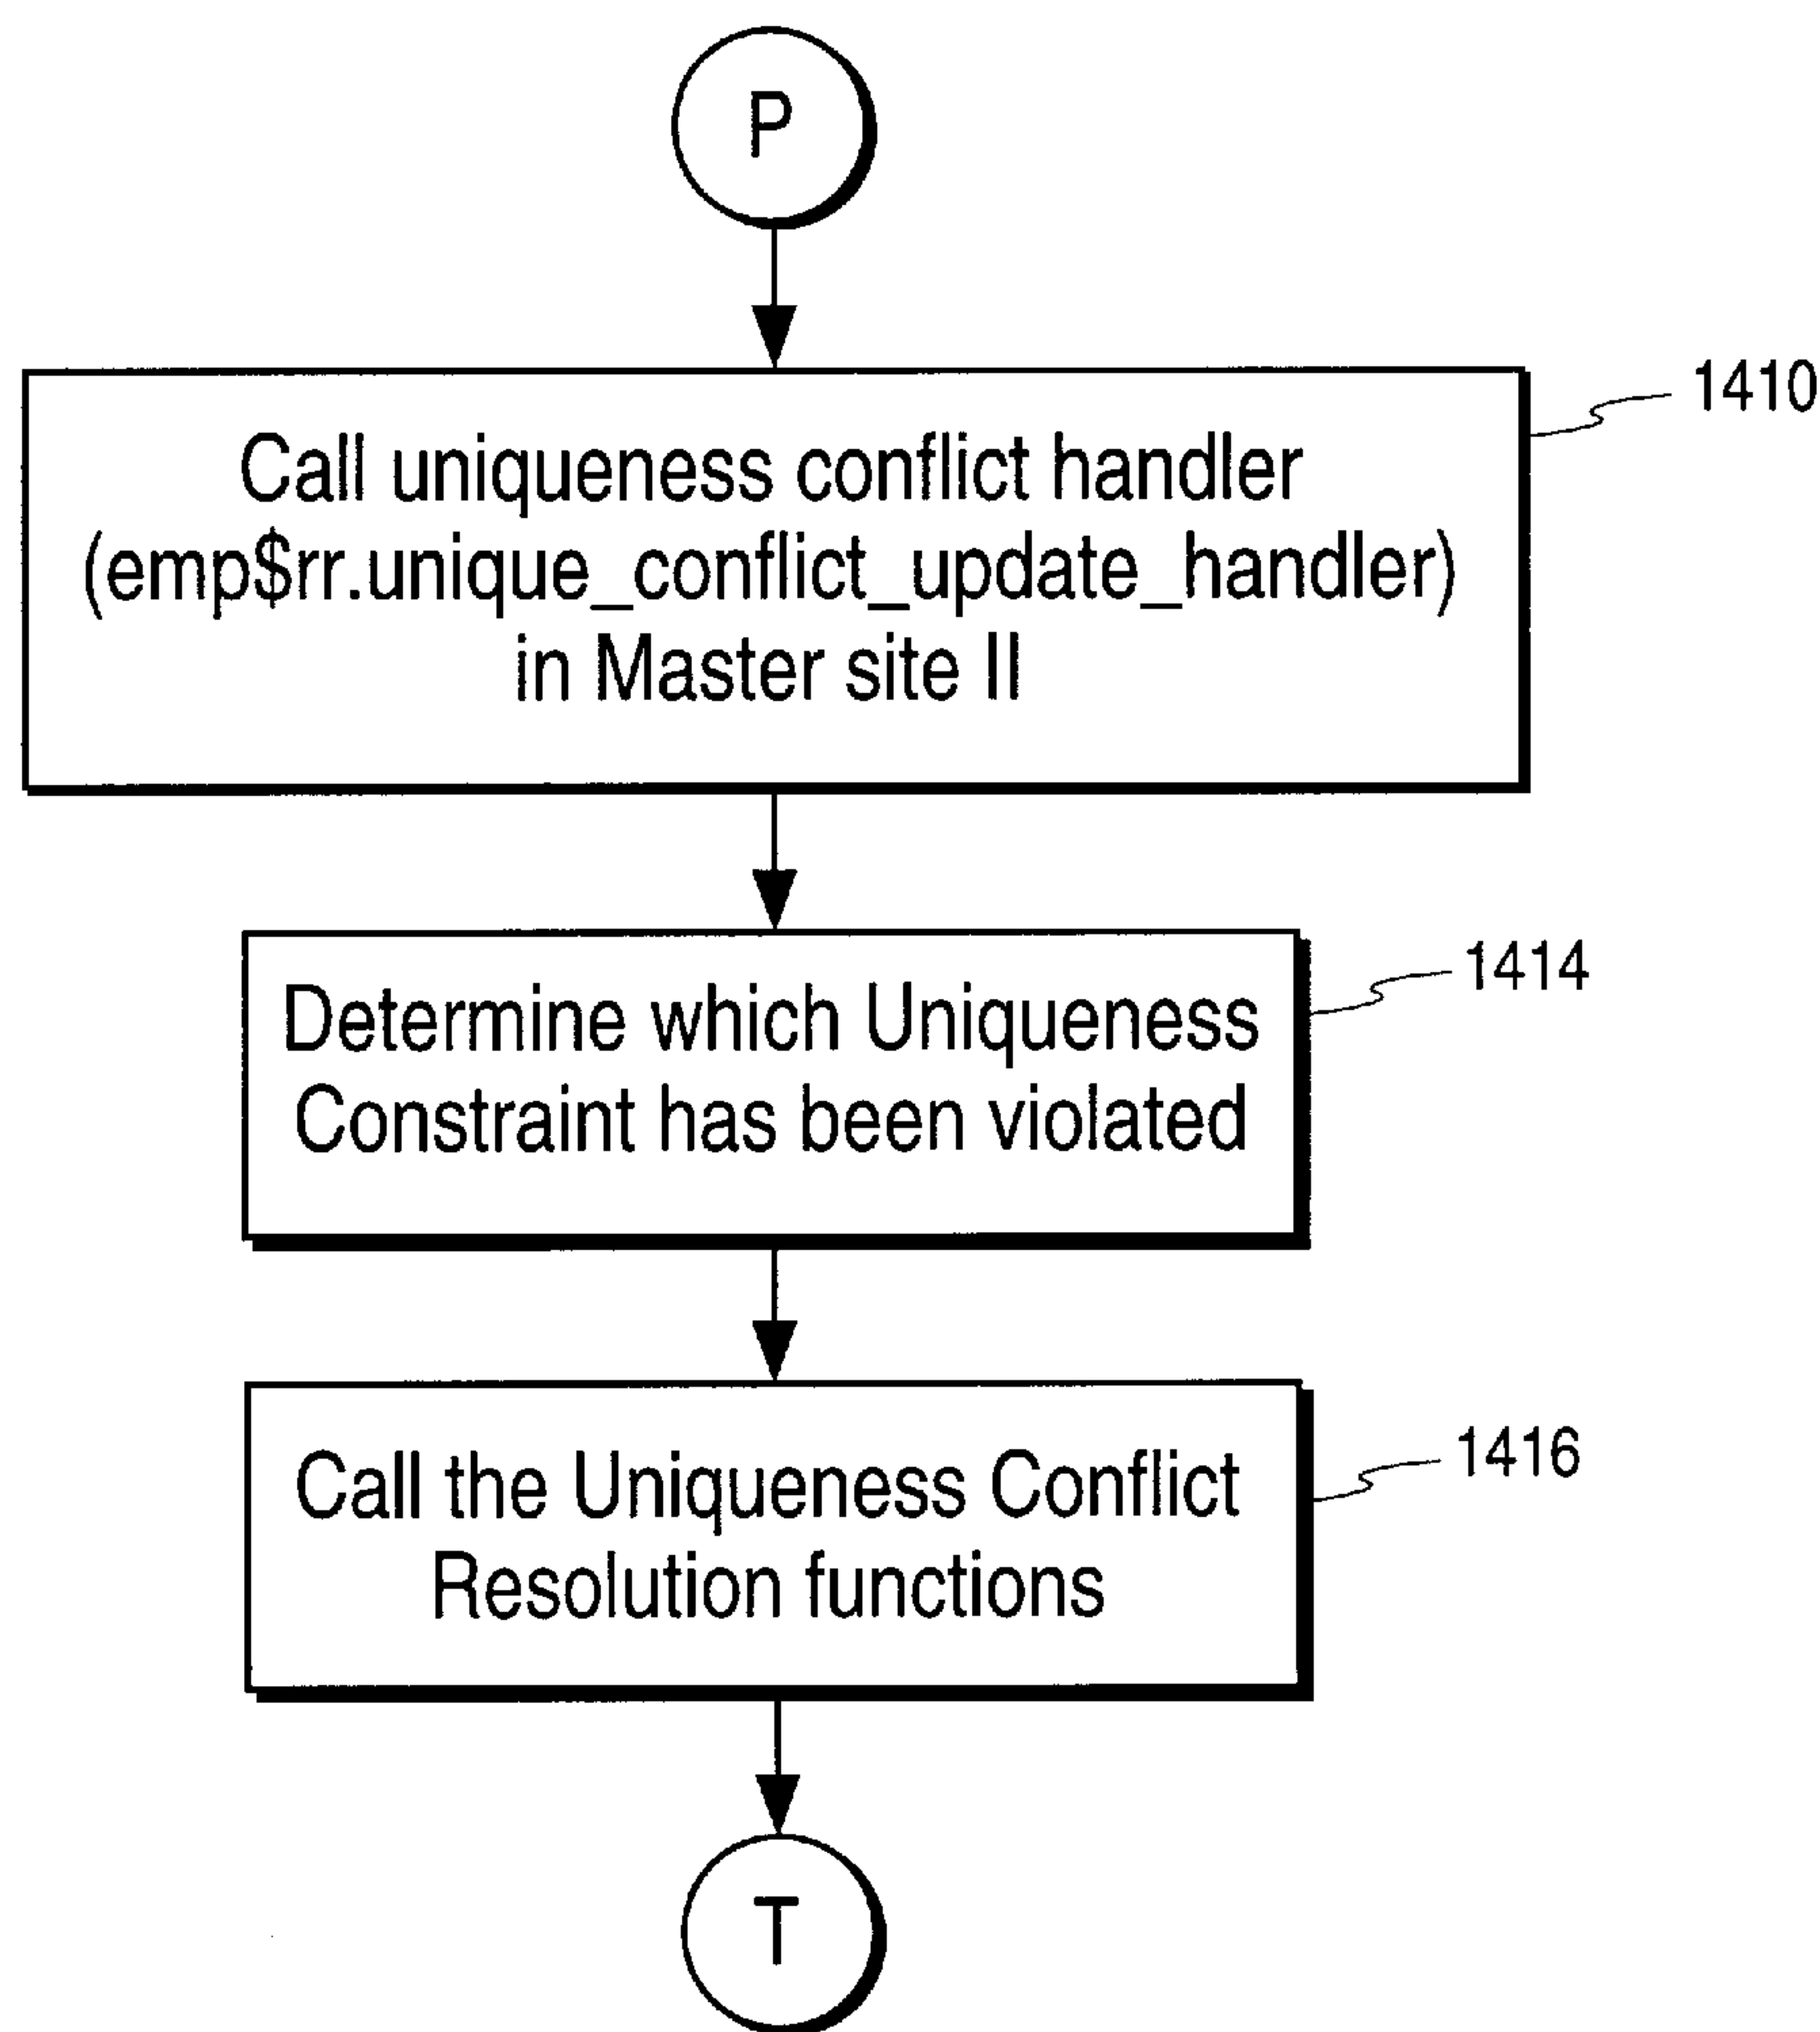 P
1410
Call uniqueness conflict handler
(emp$rr.unique_conflict_update_handler)
in Master site II
1414
Determine which Uniqueness
Constraint has been violated
1416
Call the Uniqueness Conflict
Resolution functions
T